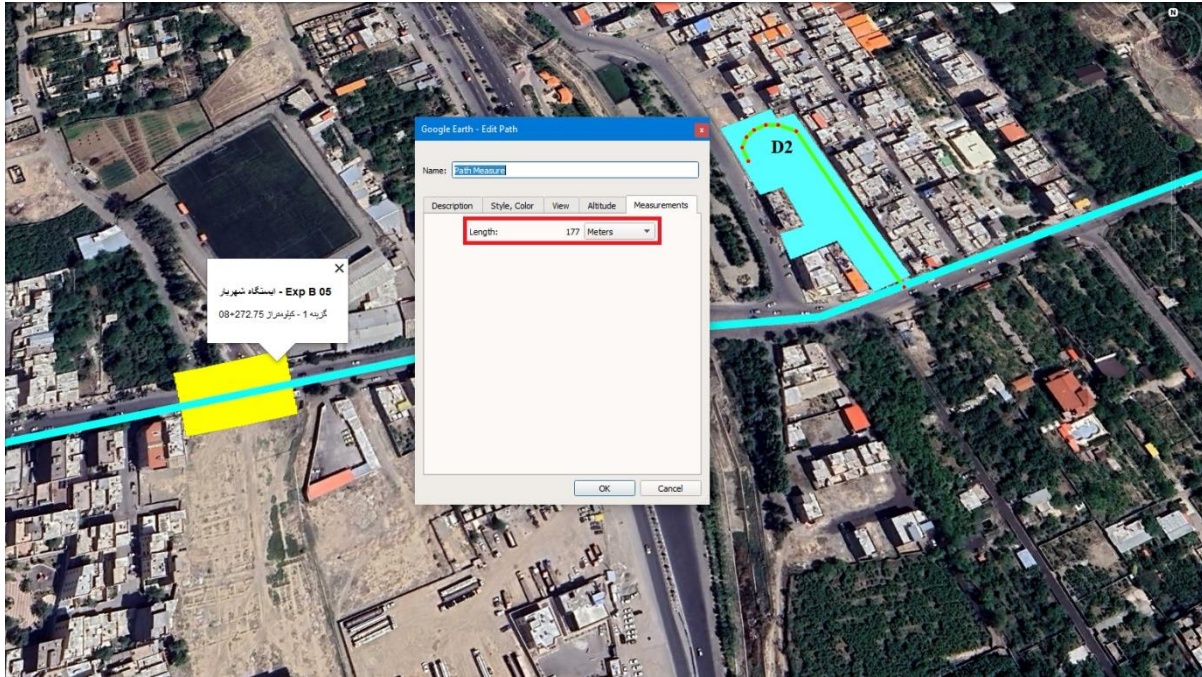 N
Google Earth - Edit Path
x
Name: Path Measure
Description Style, Color View Altitude Measurements
Length: 177 Meters
OK Cancel
D2
Exp B 05 - ایستگاه شهریار
گزینه 1 - کیلومتراژ 272.75+08